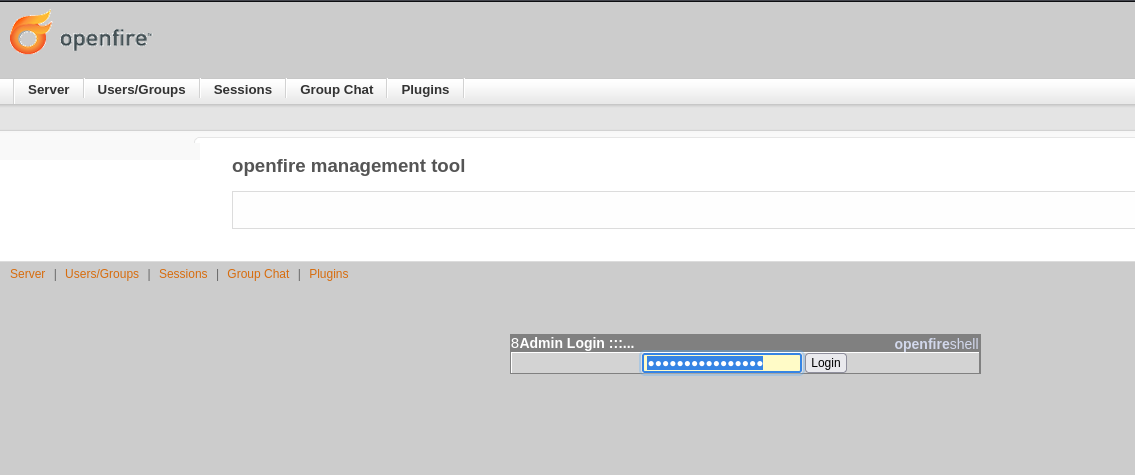 openfire™
Server Users/Groups Sessions Group Chat Plugins
openfire management tool
Server | Users/Groups | Sessions | Group Chat | Plugins
8Admin Login :::... openfireshell
●●●●●●●●●●●●●●●● Login